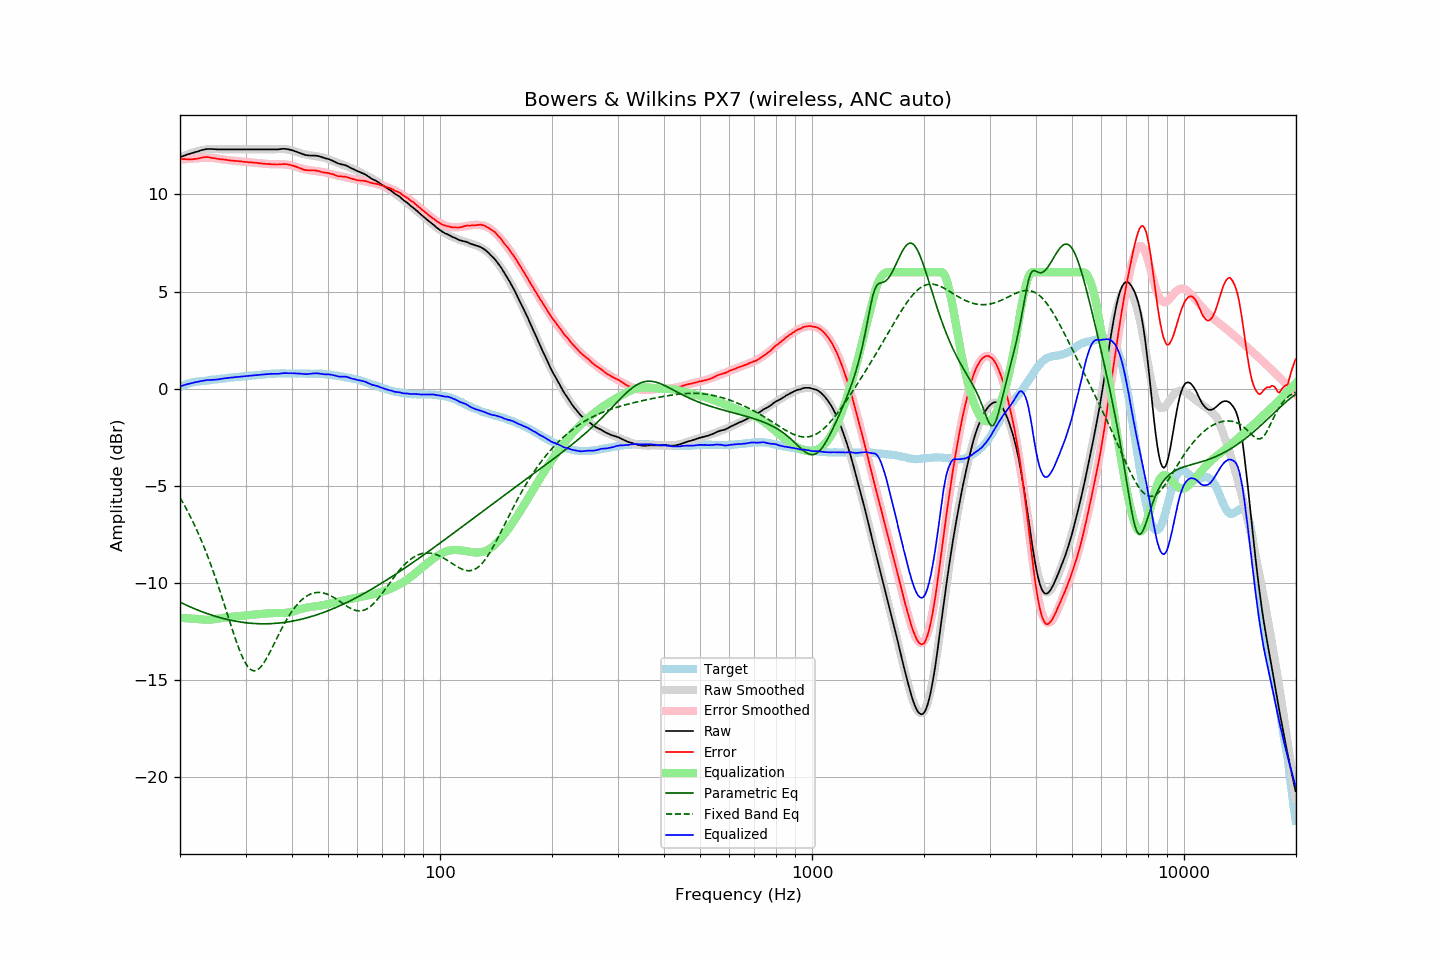 Bowers & Wilkins PX7 (wireless, ANC auto)
Amplitude (dBr)
10
5
0
−5
−10
−15
−20
Target
Raw Smoothed
Error Smoothed
Raw
Error
Equalization
Parametric Eq
Fixed Band Eq
Equalized
100
1000
10000
Frequency (Hz)